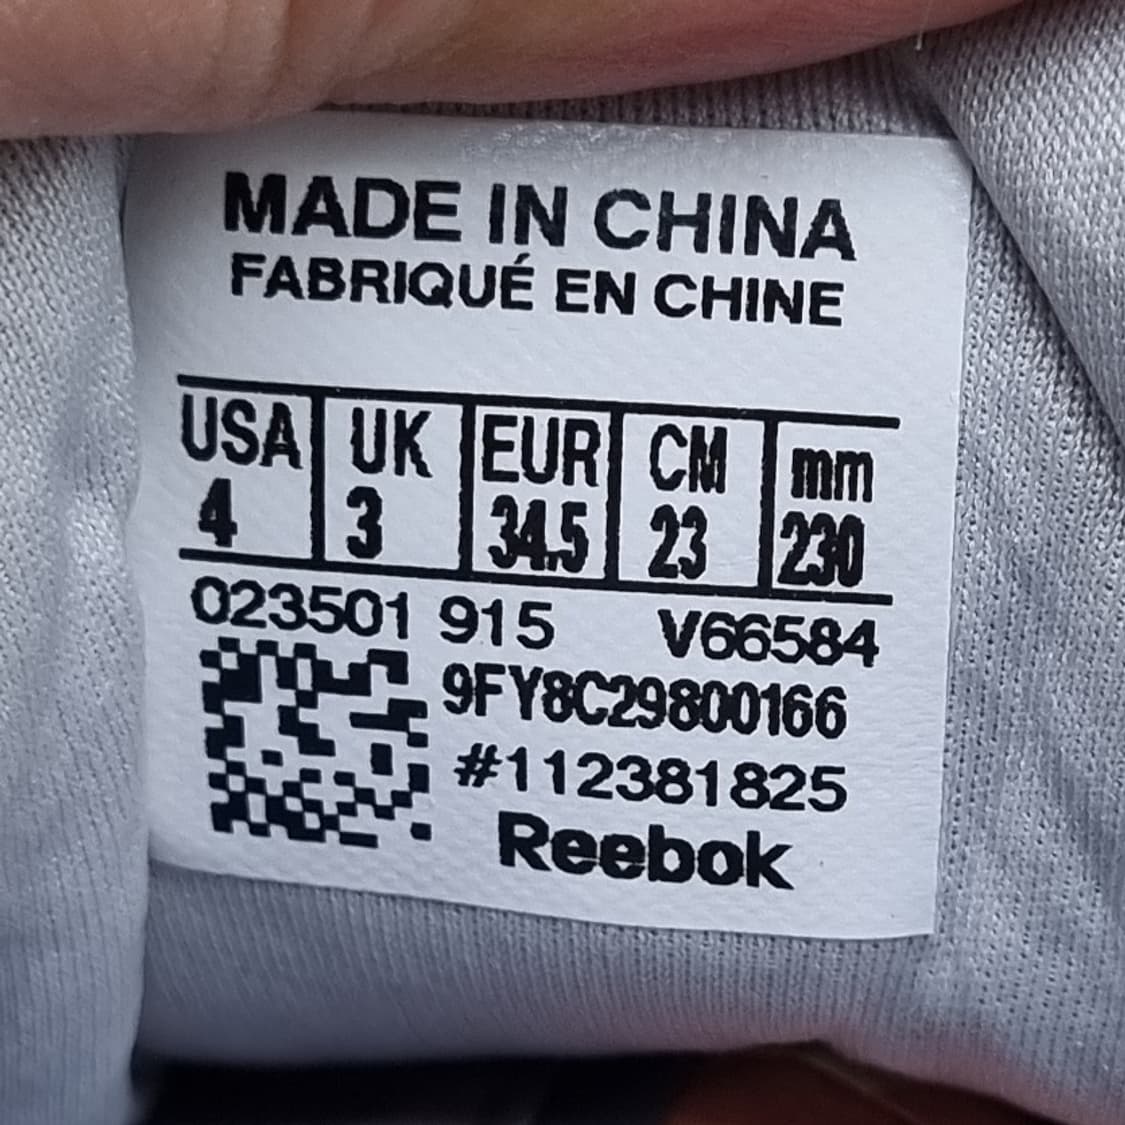 MADE IN CHINA
FABRIQUÉ EN CHINE
USA UK EUR CM mm
4 3 34.5 23 230
023501 915 V66584
9FY8C29800166
#112381825
Reebok